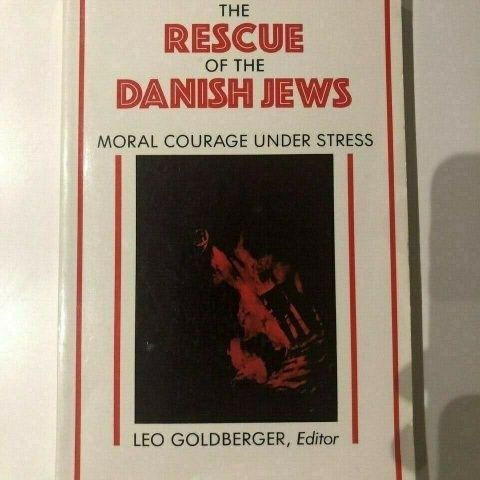 THE
RESCUE
OF THE
DANISH JEWS
MORAL COURAGE UNDER STRESS
LEO GOLDBERGER, Editor